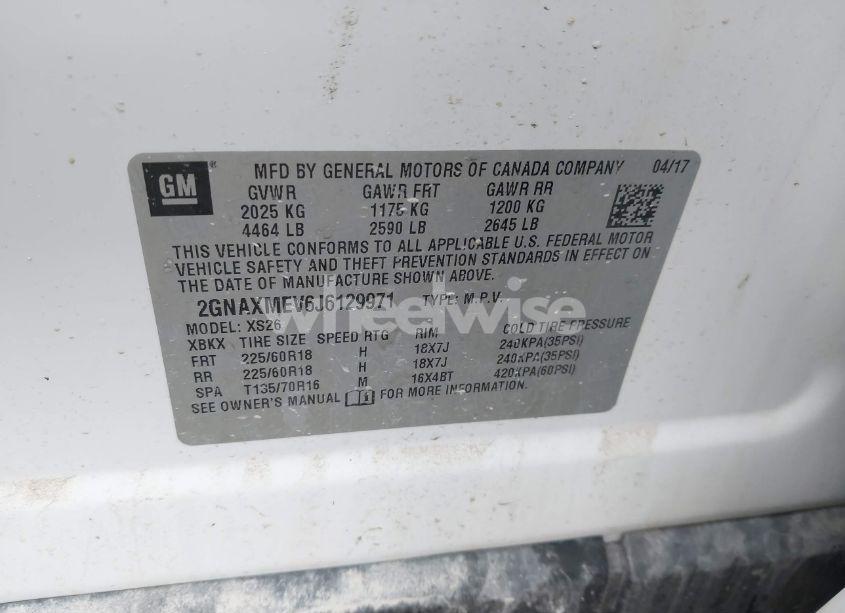 GM® MFD BY GENERAL MOTORS OF CANADA COMPANY 04/17
GVWR GAWR FRT GAWR RR
2025 KG 1175 KG 1200 KG
4464 LB 2590 LB 2645 LB
THIS VEHICLE CONFORMS TO ALL APPLICABLE U.S. FEDERAL MOTOR
VEHICLE SAFETY AND THEFT PREVENTION STANDARDS IN EFFECT ON
THE DATE OF MANUFACTURE SHOWN ABOVE.
2GNAXMEV6J6129971 TYPE: M.P.V.
wheelwise
MODEL: XS26
XBKX TIRE SIZE SPEED RTG RIM COLD TIRE PRESSURE
FRT 225/60R18 H 18X7J 240KPA(35PSI)
RR 225/60R18 H 18X7J 240KPA(35PSI)
SPA T135/70R16 M 16X4BT 420KPA(60PSI)
SEE OWNER'S MANUAL FOR MORE INFORMATION.